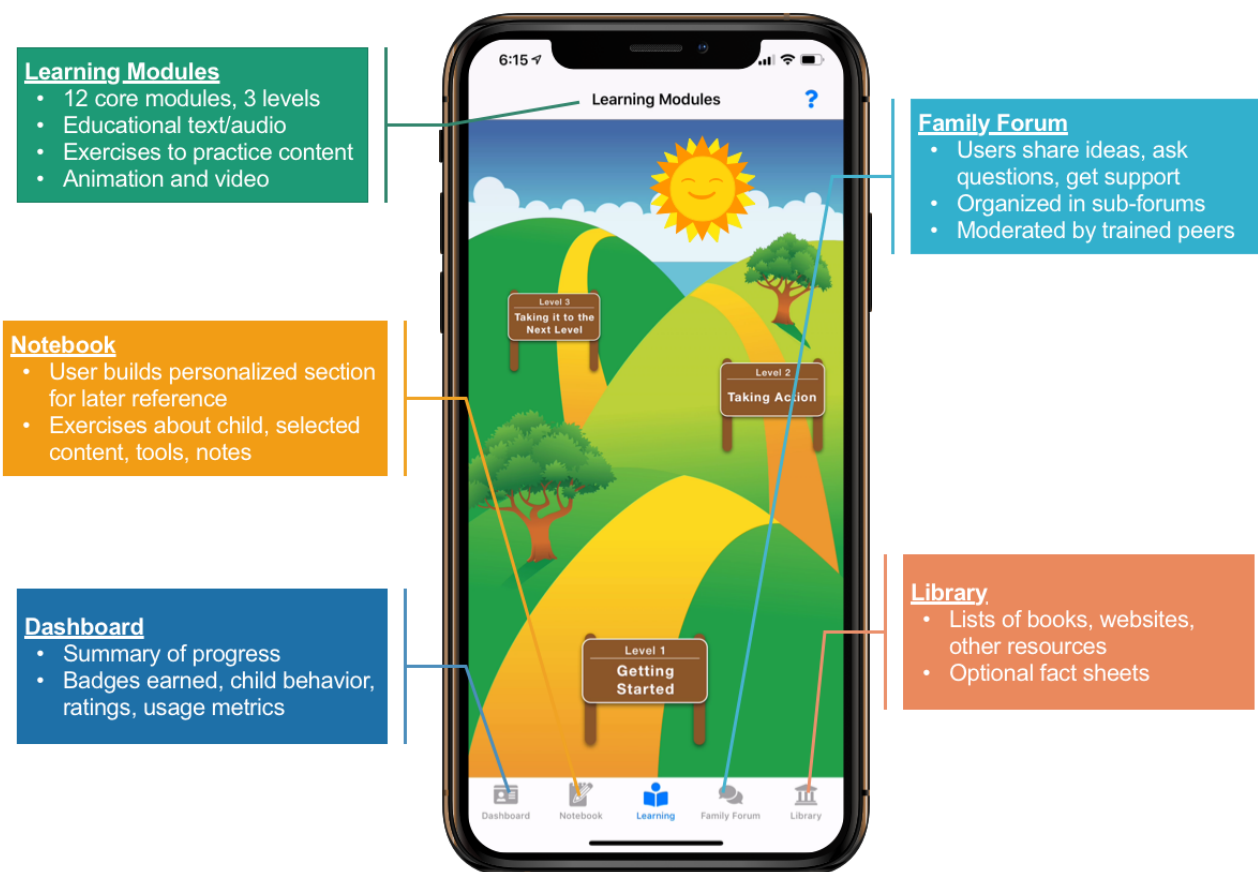 Learning Modules
• 12 core modules, 3 levels
• Educational text/audio
• Exercises to practice content
• Animation and video
Notebook
• User builds personalized section
for later reference
• Exercises about child, selected
content, tools, notes
Dashboard
• Summary of progress
• Badges earned, child behavior,
ratings, usage metrics
6:15
Learning Modules
?
Level 3
Taking it to the
Next Level
Level 2
Taking Action
Level 1
Getting
Started
Dashboard
Notebook
Learning
Family Forum
Library
Family Forum
• Users share ideas, ask
questions, get support
• Organized in sub-forums
• Moderated by trained peers
Library
• Lists of books, websites,
other resources
• Optional fact sheets